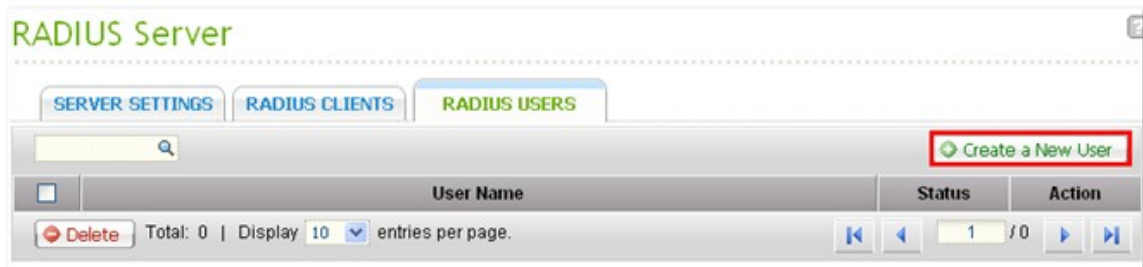 RADIUS Server
SERVER SETTINGS RADIUS CLIENTS RADIUS USERS
Create a New User
User Name Status Action
Delete Total: 0 | Display 10 entries per page. 1 / 0